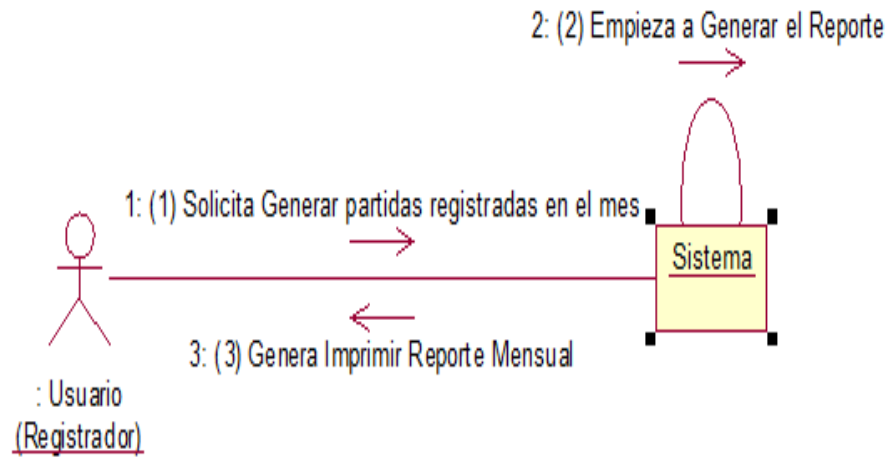 2: (2) Empieza a Generar el Reporte
1: (1) Solicita Generar partidas registradas en el mes
Sistema
3: (3) Genera Imprimir Reporte Mensual
: Usuario
(Registrador)